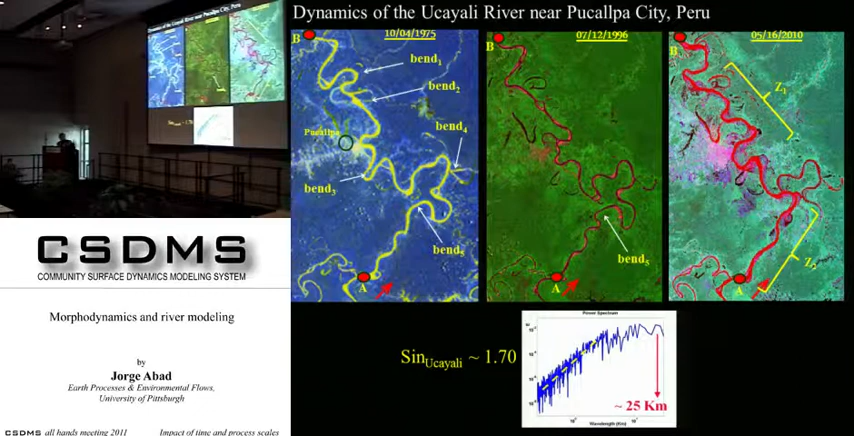 Dynamics of the Ucayali River near Pucallpa City, Peru
10/04/1975
07/12/1996
05/16/2010
B
bend1
bend2
bend4
Pucallpa
bend3
bend5
A
B
bend5
A
B
Z1
A
SinUcayali ~ 1.70
Power Spectrum
~ 25 Km
Wavelength (Km)
CSDMS
COMMUNITY SURFACE DYNAMICS MODELING SYSTEM
Morphodynamics and river modeling
by
Jorge Abad
Earth Processes & Environmental Flows,
University of Pittsburgh
CSDMS all hands meeting 2011 Impact of time and process scales